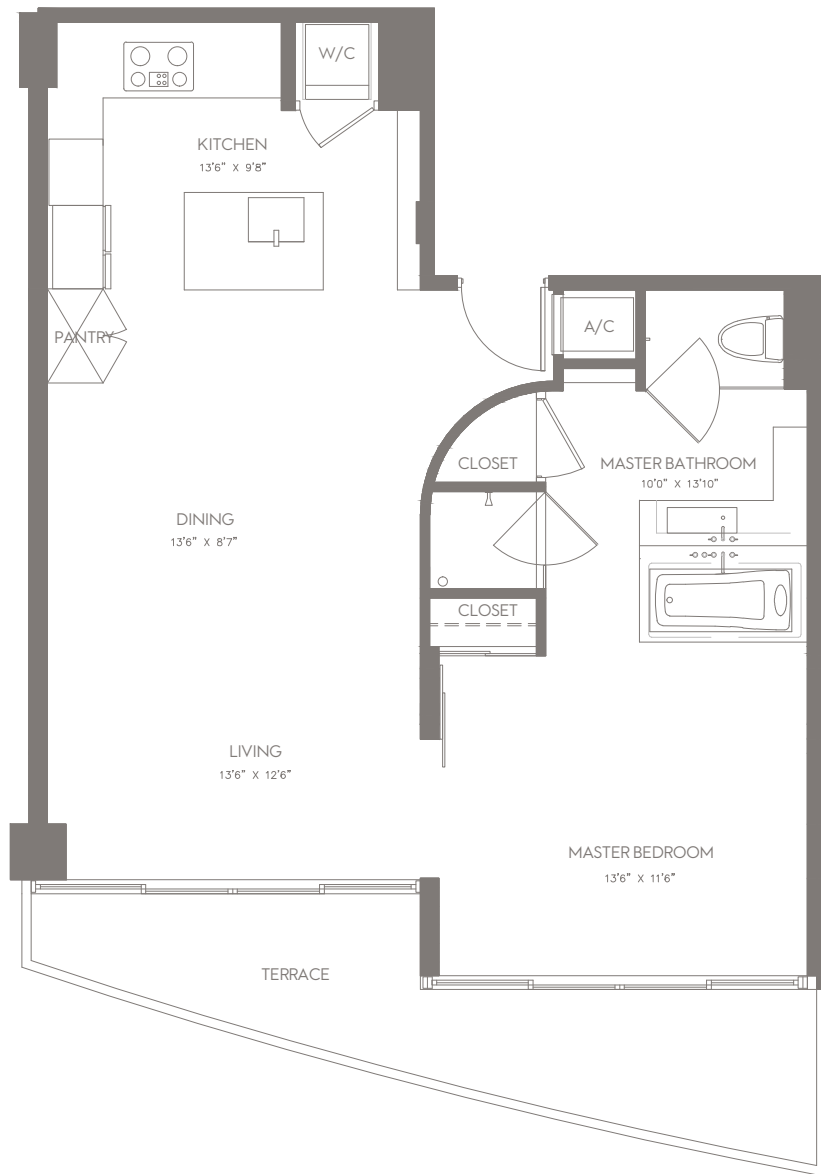 W/C
KITCHEN
13'6" X 9'8"
A/C
PANTRY
CLOSET
MASTER BATHROOM
10'0" X 13'10"
DINING
13'6" X 8'7"
CLOSET
LIVING
13'6" X 12'6"
MASTER BEDROOM
13'6" X 11'6"
TERRACE